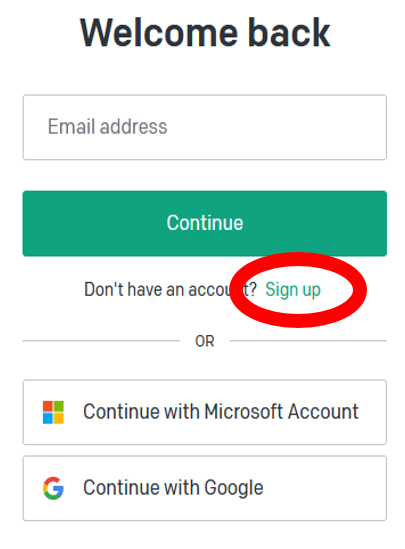 Welcome back
Email address
Continue
Don't have an account? Sign up
OR
Continue with Microsoft Account
Continue with Google